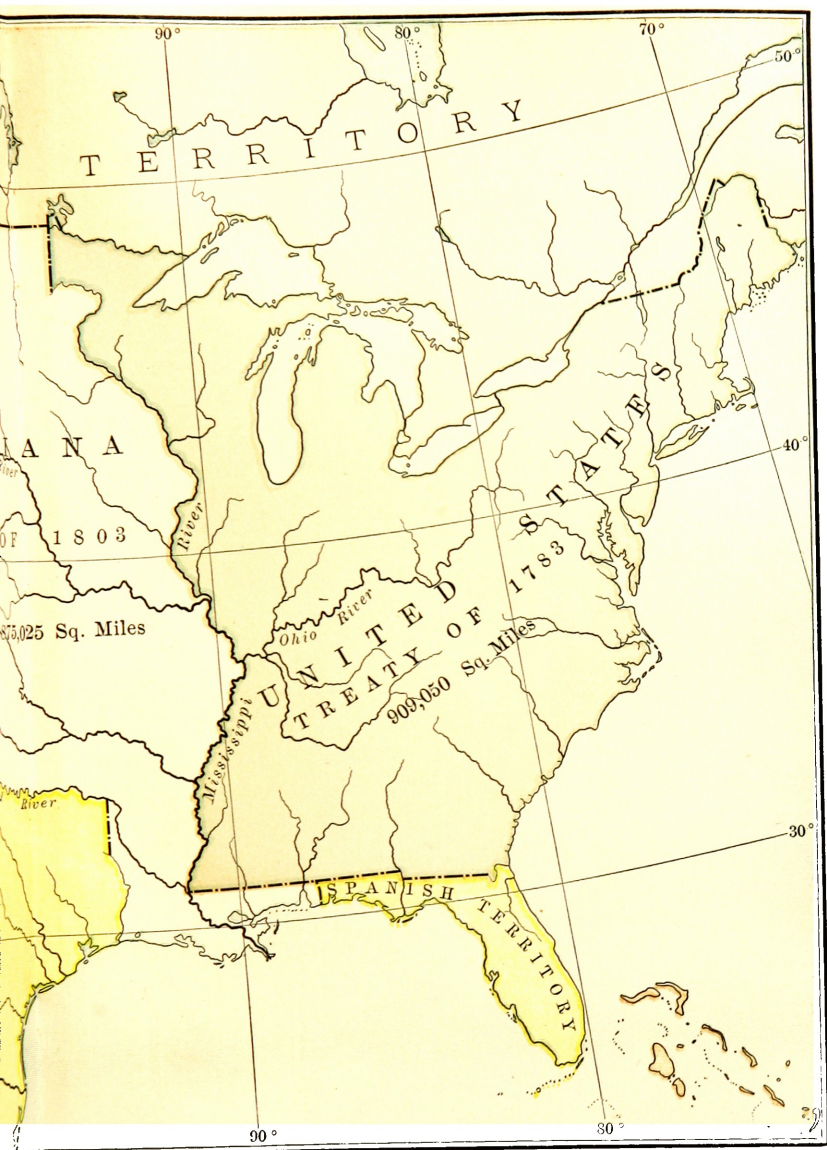 90°
80°
70°
50°
TERRITORY
IANA
River
OF 1803
River
875,025 Sq. Miles
40°
UNITED STATES
Ohio River
TREATY OF 1783
909,050 Sq. Miles
Mississippi
River
30°
SPANISH TERRITORY
90°
80°